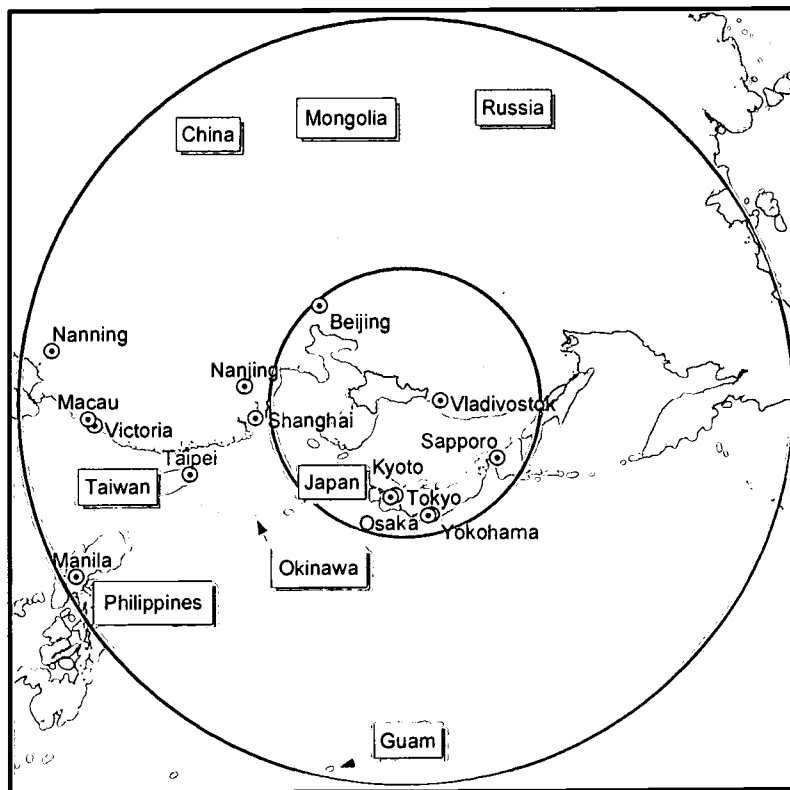 Russia
Mongolia
China
Beijing
Nanning
Nanjing
Macau
Victoria
Shanghai
Vladivostok
Sapporo
Taipei
Kyoto
Taiwan
Japan
Tokyo
Osaka
Yokohama
Manila
Okinawa
Philippines
Guam